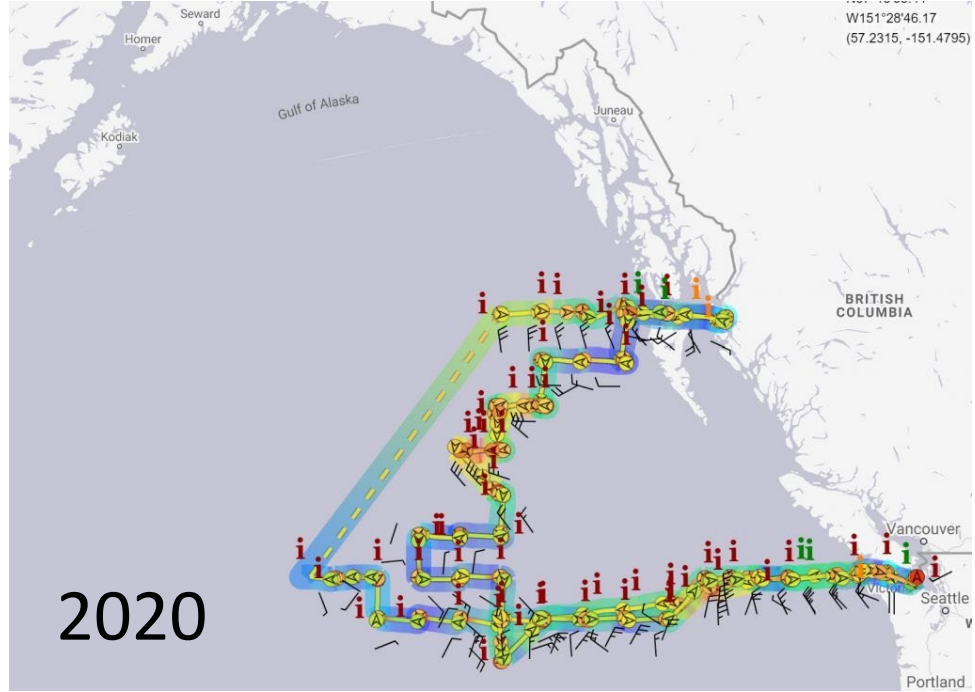 Seward
W151°28'46.17
(57.2315, -151.4795)
Homer
Gulf of Alaska
Juneau
Kodiak
BRITISH
COLUMBIA
Vancouver
Victoria
Seattle
2020
Portland